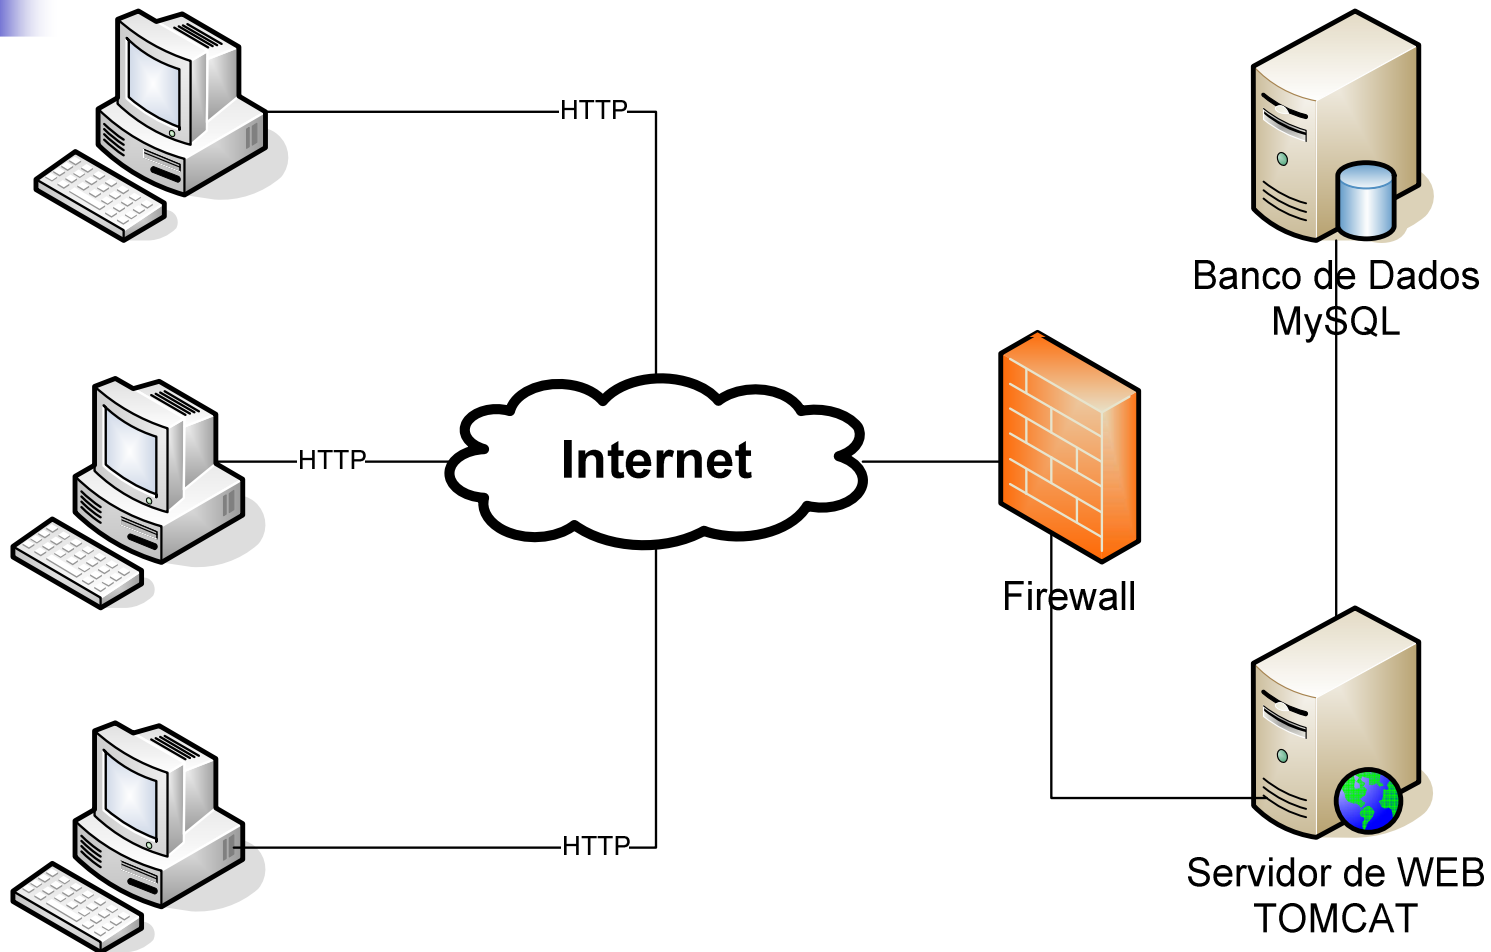 HTTP
Banco de Dados
MySQL
HTTP
Internet
Firewall
HTTP
Servidor de WEB
TOMCAT